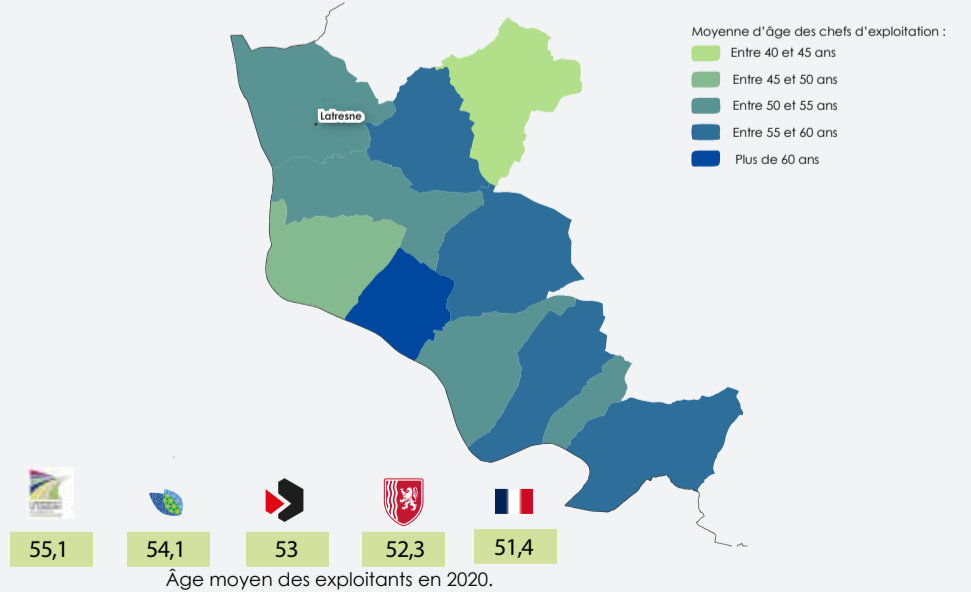 Moyenne d'âge des chefs d'exploitation :
Entre 40 et 45 ans
Entre 45 et 50 ans
Entre 50 et 55 ans
Entre 55 et 60 ans
Plus de 60 ans
Latresne
55,1
54,1
53
52,3
51,4
Âge moyen des exploitants en 2020.